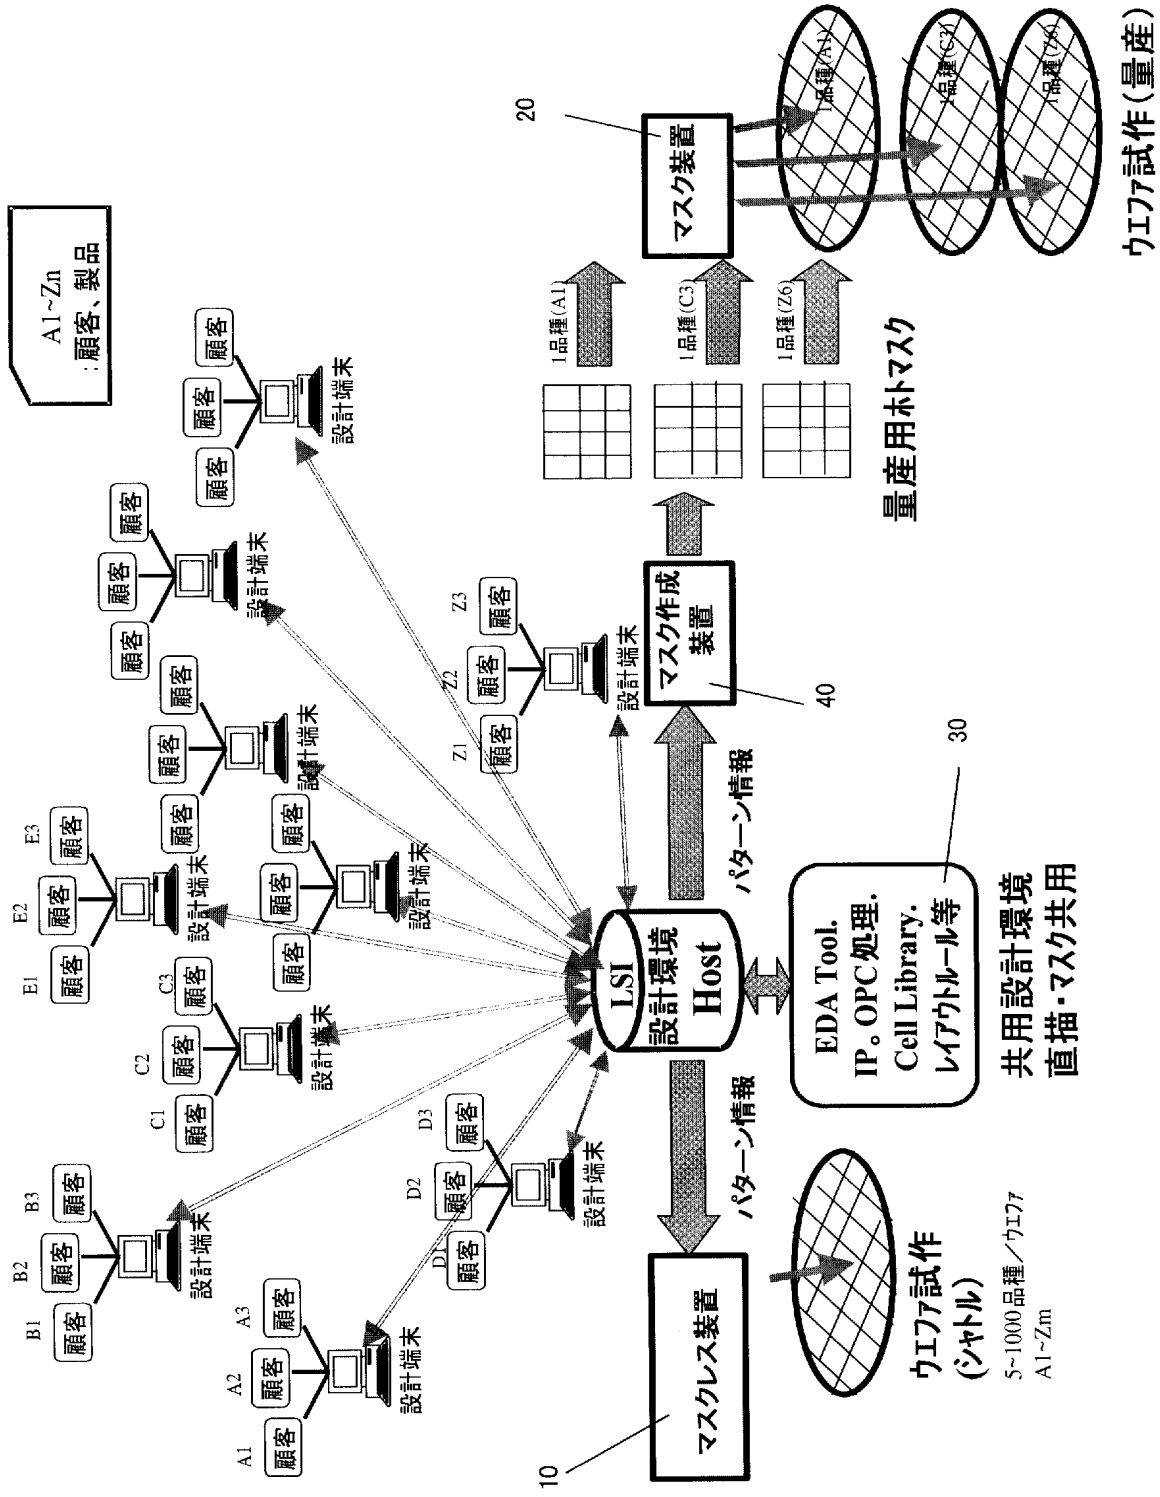 A1~Zn
:顧客、製品
B1
B2
B3
顧客
顧客
顧客
設計端末
E1
E2
E3
顧客
顧客
顧客
設計端末
顧客
顧客
顧客
設計端末
顧客
顧客
顧客
設計端末
顧客
顧客
顧客
設計端末
A1
A2
A3
顧客
顧客
顧客
設計端末
C1
C2
C3
顧客
顧客
顧客
設計端末
顧客
顧客
顧客
設計端末
D1
D2
D3
顧客
顧客
顧客
設計端末
Z1
Z2
Z3
顧客
顧客
顧客
設計端末
LSI
設計環境
Host
10
マスクレス装置
パターン情報
パターン情報
マスク作成
装置
40
1品種(A1)
1品種(C3)
1品種(Z6)
量産用ホトマスク
20
マスク装置
1品種(A1)
1品種(C3)
1品種(Z6)
ウエファ試作(量産)
EDA Tool.
IP。OPC処理.
Cell Library.
レイアウトルール等
30
共用設計環境
直描・マスク共用
ウエファ試作
(シャトル)
5~1000品種/ウエファ
A1~Zm